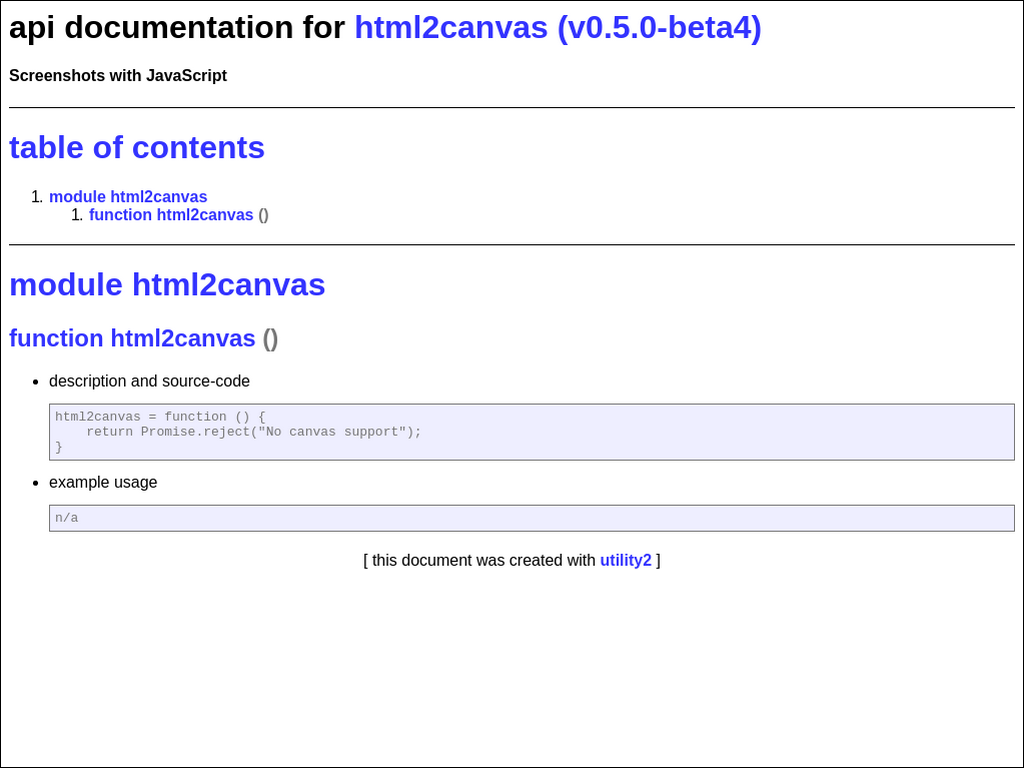 api documentation for html2canvas (v0.5.0-beta4)
Screenshots with JavaScript
table of contents
1. module html2canvas
1. function html2canvas ()
module html2canvas
function html2canvas ()
• description and source-code
html2canvas = function () {
    return Promise.reject("No canvas support");
}
• example usage
n/a
[ this document was created with utility2 ]